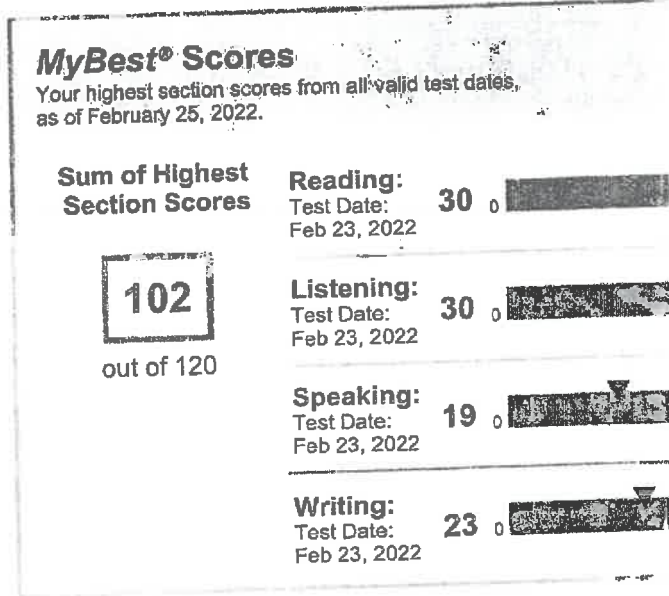 MyBest® Scores
Your highest section scores from all valid test dates,
as of February 25, 2022.
Sum of Highest
Section Scores
102
out of 120
Reading:
Test Date:
Feb 23, 2022
30
0
Listening:
Test Date:
Feb 23, 2022
30
0
Speaking:
Test Date:
Feb 23, 2022
19
0
Writing:
Test Date:
Feb 23, 2022
23
0